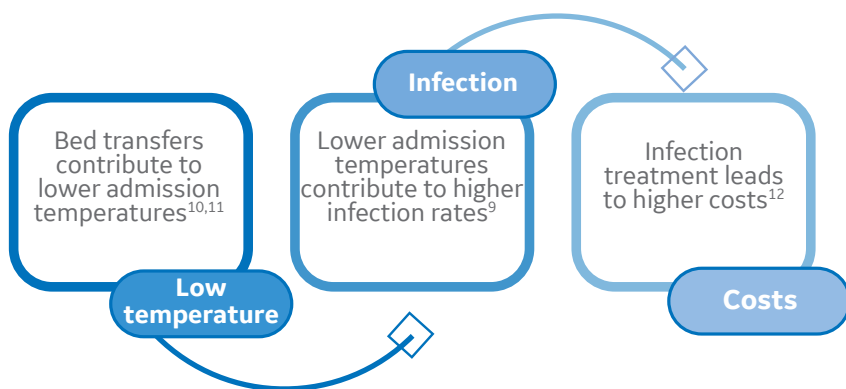 Bed transfers
contribute to
lower admission
temperatures10,11
Low
temperature
Infection
Lower admission
temperatures
contribute to higher
infection rates9
Infection
treatment leads
to higher costs12
Costs